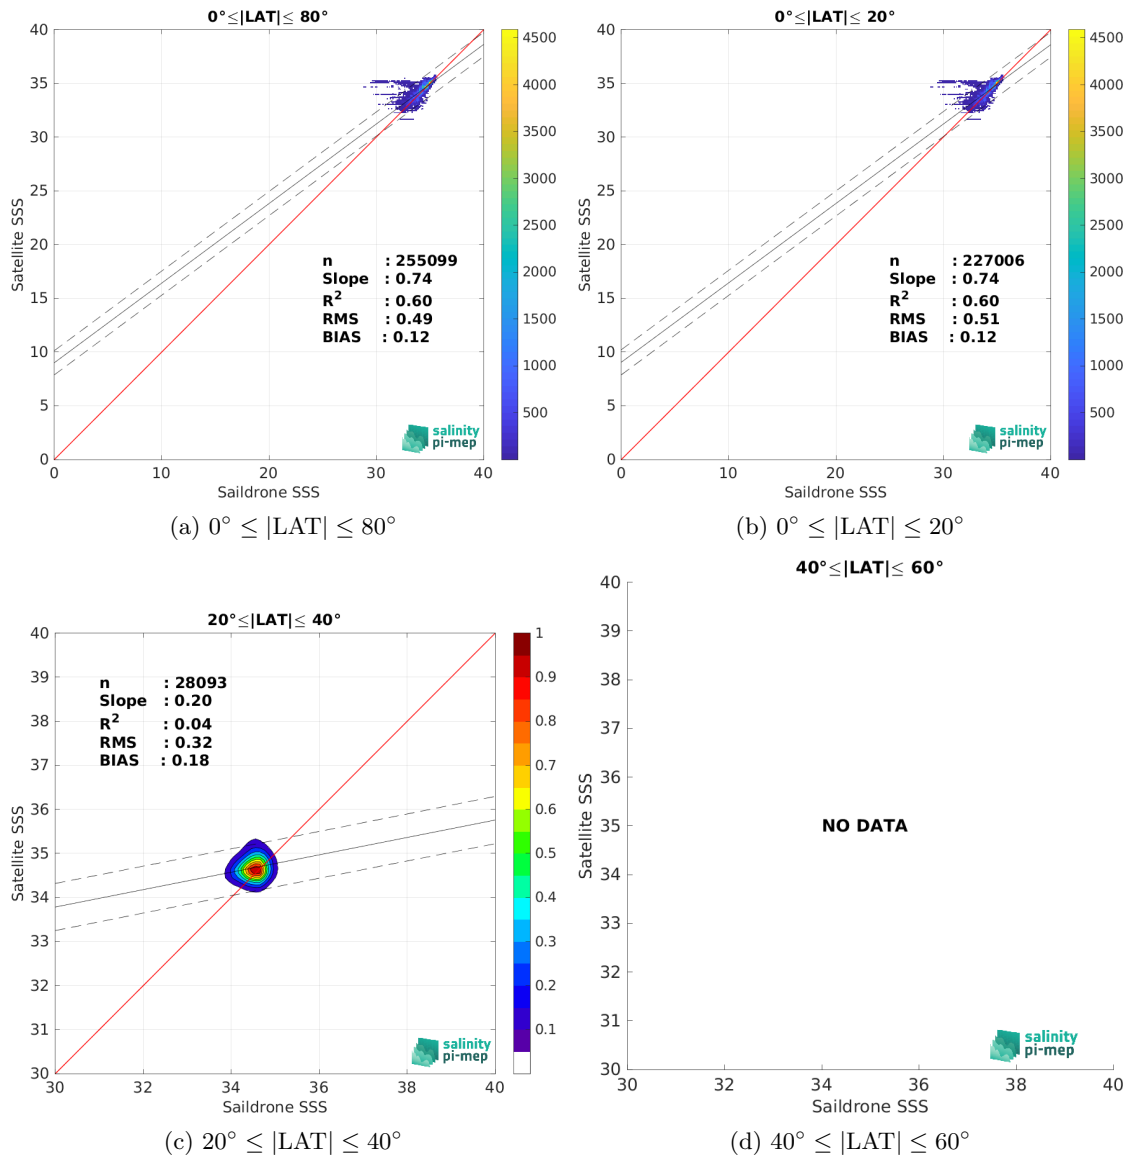 0°≤|LAT|≤ 80°
40
35
30
25
20
15
10
5
0
Satellite SSS
0
10
20
30
40
Saildrone SSS
n : 255099
Slope : 0.74
R² : 0.60
RMS : 0.49
BIAS : 0.12
salinity
pi-mep
4500
4000
3500
3000
2500
2000
1500
1000
500
(a) 0° ≤ |LAT| ≤ 80°
0°≤|LAT|≤ 20°
40
35
30
25
20
15
10
5
0
Satellite SSS
0
10
20
30
40
Saildrone SSS
n : 227006
Slope : 0.74
R² : 0.60
RMS : 0.51
BIAS : 0.12
salinity
pi-mep
4500
4000
3500
3000
2500
2000
1500
1000
500
(b) 0° ≤ |LAT| ≤ 20°
20°≤|LAT|≤ 40°
40
39
38
37
36
35
34
33
32
31
30
Satellite SSS
30
32
34
36
38
40
Saildrone SSS
n : 28093
Slope : 0.20
R² : 0.04
RMS : 0.32
BIAS : 0.18
salinity
pi-mep
1
0.9
0.8
0.7
0.6
0.5
0.4
0.3
0.2
0.1
(c) 20° ≤ |LAT| ≤ 40°
40°≤|LAT|≤ 60°
40
39
38
37
36
35
34
33
32
31
30
Satellite SSS
NO DATA
salinity
pi-mep
30
32
34
36
38
40
Saildrone SSS
(d) 40° ≤ |LAT| ≤ 60°